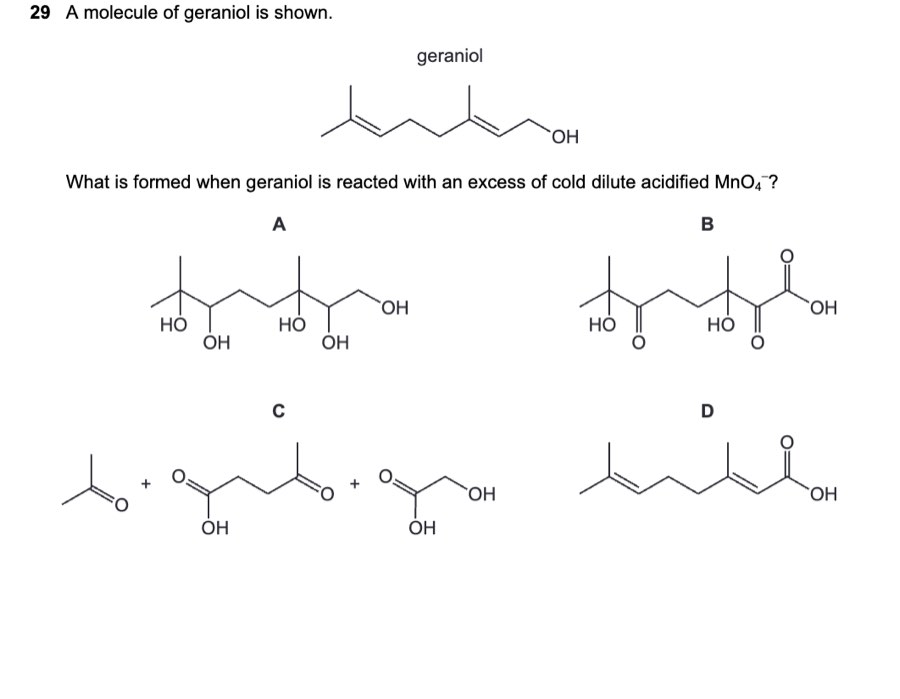 29 A molecule of geraniol is shown.
geraniol
OH
What is formed when geraniol is reacted with an excess of cold dilute acidified MnO₄⁻?
A
HO OH HO OH OH
B
HO O HO O O OH
C
O + O OH O + O OH OH
D
O OH